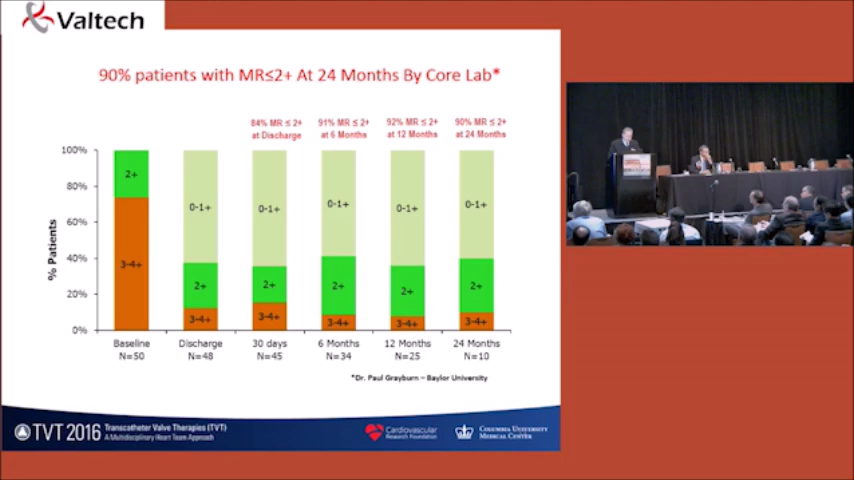 Valtech
90% patients with MR≤2+ At 24 Months By Core Lab*
84% MR ≤ 2+
at Discharge
91% MR ≤ 2+
at 6 Months
92% MR ≤ 2+
at 12 Months
90% MR ≤ 2+
at 24 Months
% Patients
100%
80%
60%
40%
20%
0%
2+
3-4+
0-1+
2+
3-4+
0-1+
2+
3-4+
0-1+
2+
3-4+
0-1+
2+
3-4+
0-1+
2+
3-4+
Baseline
N=50
Discharge
N=48
30 days
N=45
6 Months
N=34
12 Months
N=25
24 Months
N=10
*Dr. Paul Grayburn – Baylor University
TVT 2016
Transcatheter Valve Therapies (TVT)
A Multidisciplinary Heart Team Approach
Cardiovascular
Research Foundation
Columbia University
Medical Center